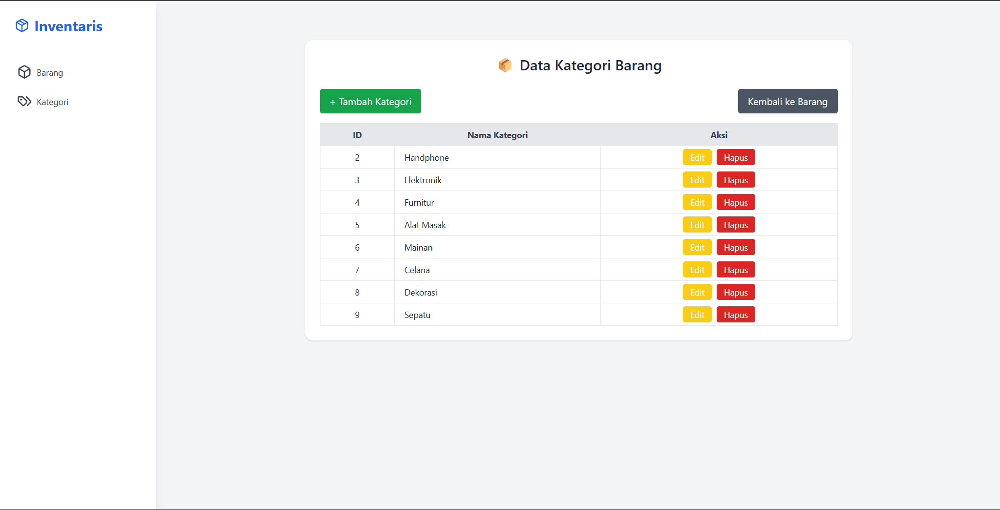 Inventaris
Barang
Kategori
📦 Data Kategori Barang
+ Tambah Kategori
Kembali ke Barang
ID Nama Kategori Aksi
2 Handphone Edit Hapus
3 Elektronik Edit Hapus
4 Furnitur Edit Hapus
5 Alat Masak Edit Hapus
6 Mainan Edit Hapus
7 Celana Edit Hapus
8 Dekorasi Edit Hapus
9 Sepatu Edit Hapus